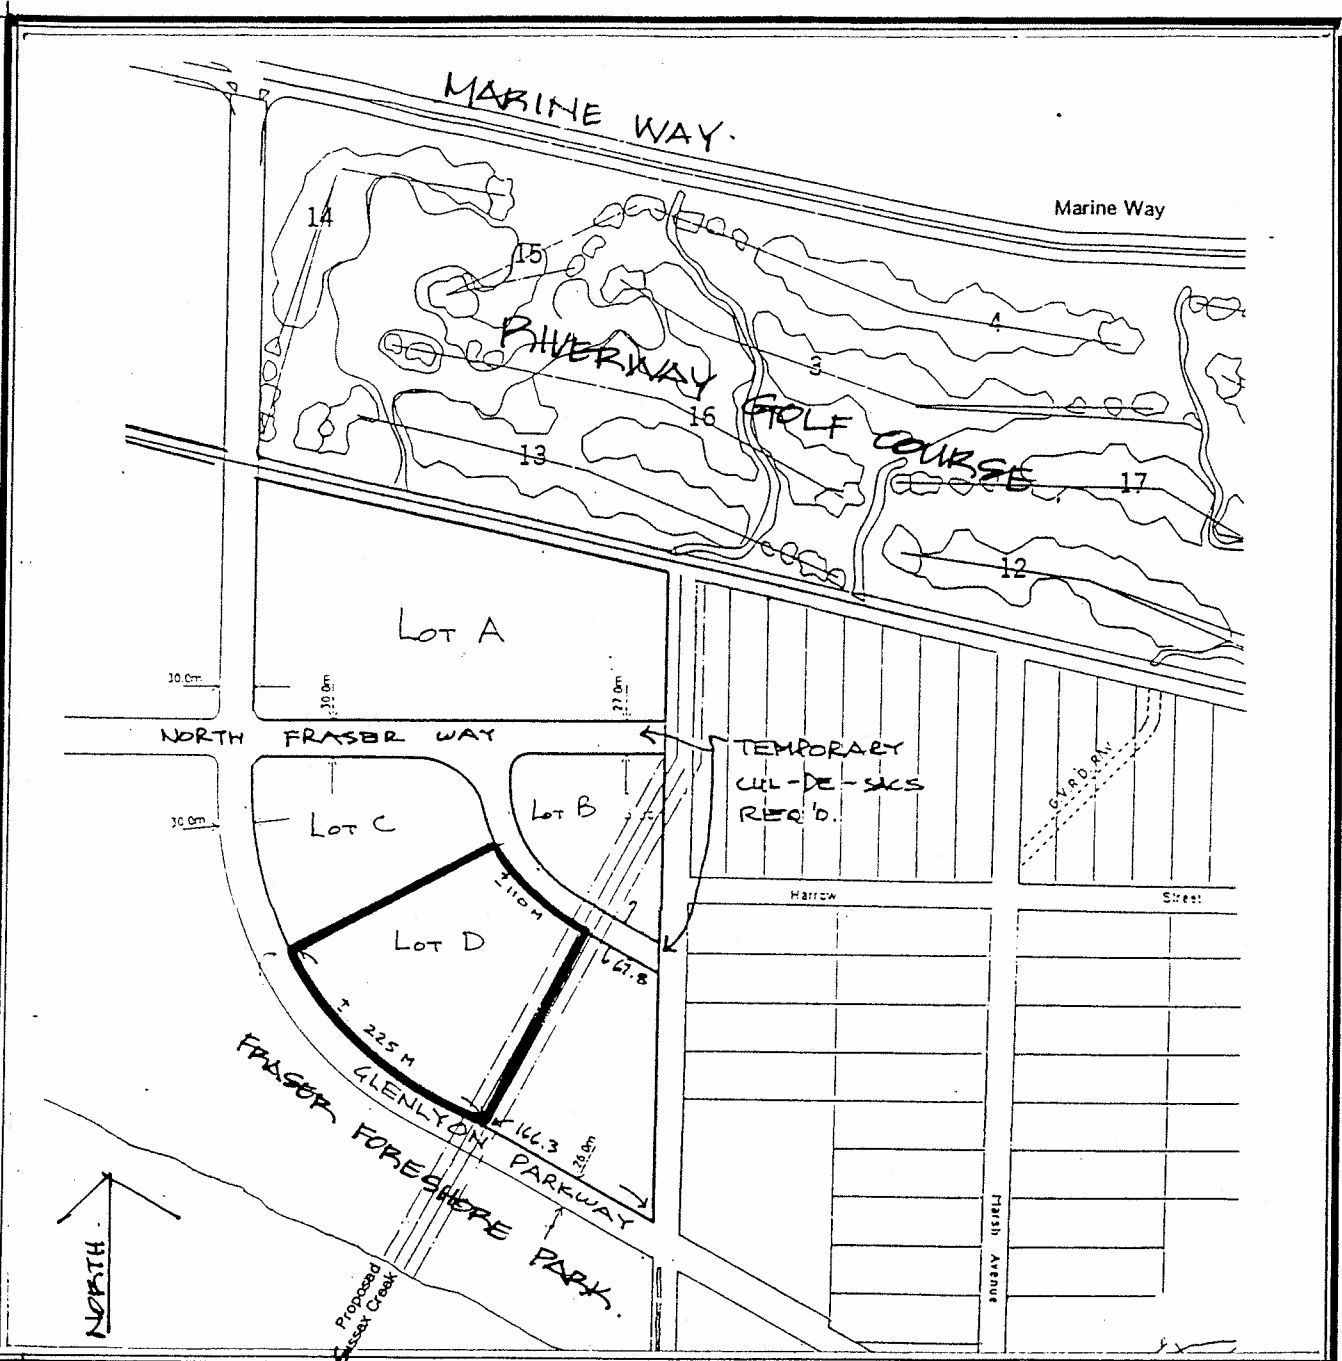 MARINE WAY.
Marine Way
14
15
4
RIVERWAY GOLF COURSE
3
16
13
17
12
LOT A
30.0m
30.0m
27.0m
NORTH FRASER WAY
TEMPORARY
CUL-DE-SACS
REQ'D.
G.V.R.D. R/W
LOT B
LOT C
30.0m
± 110 M
Harrow Street
LOT D
67.8
± 225 M
GLENLYON PARKWAY
166.3
26.0m
FRASER FORESHORE PARK.
Marsh Avenue
NORTH
Proposed
Sussex Creek